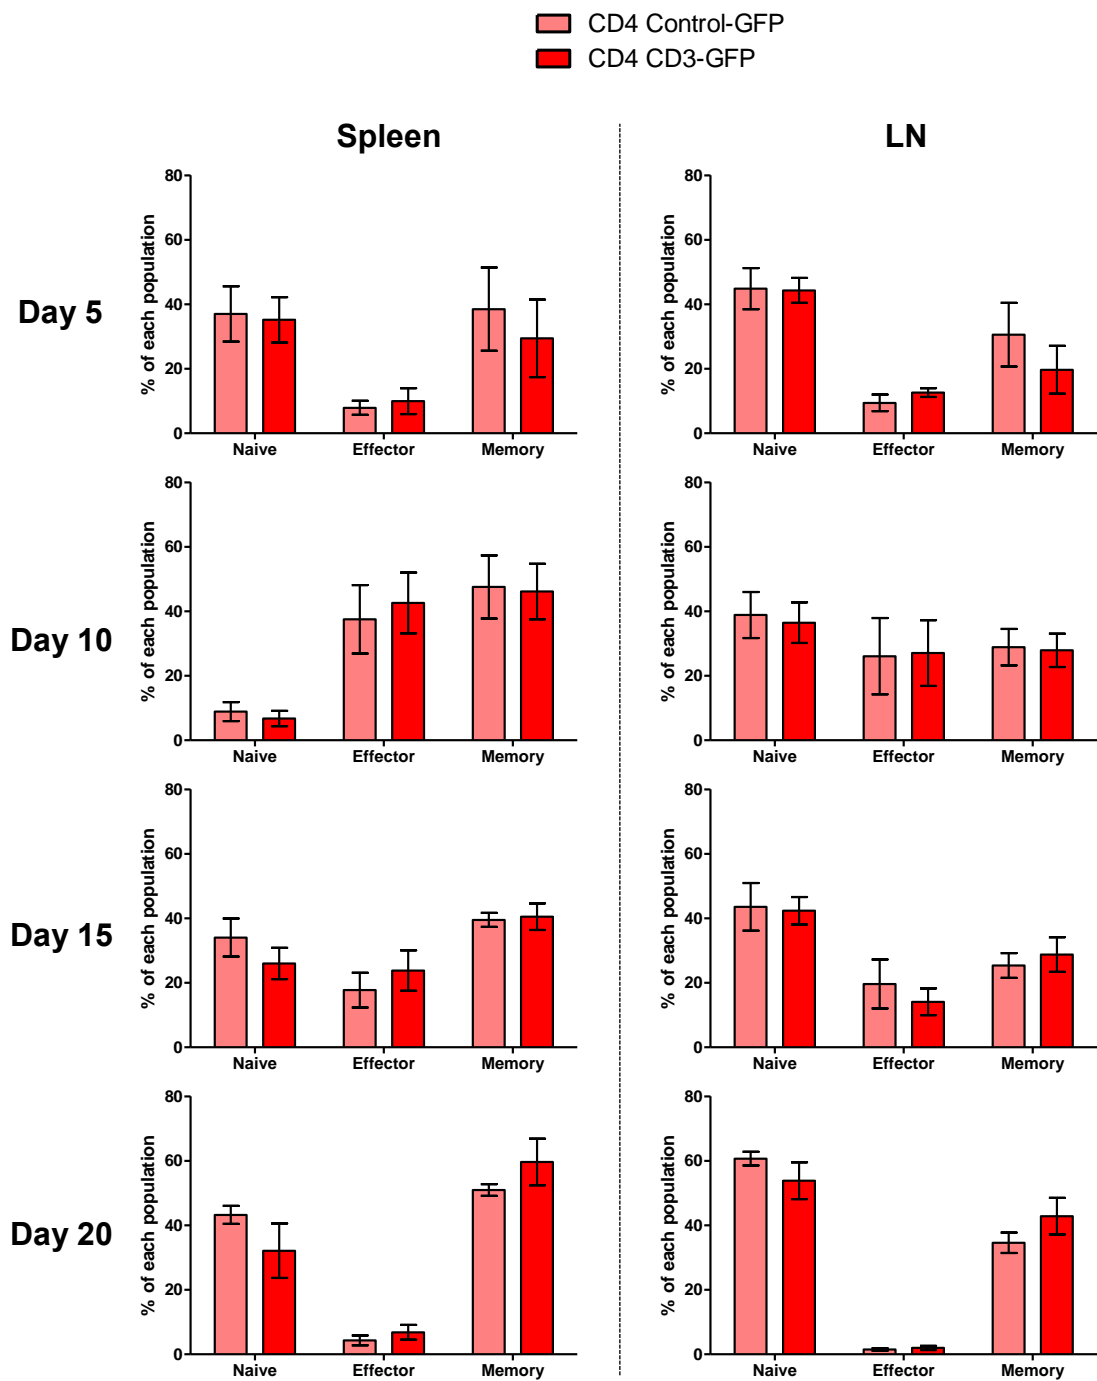 CD4 Control-GFP
CD4 CD3-GFP
Spleen
LN
Day 5
% of each population
80
60
40
20
0
Naive Effector Memory
% of each population
80
60
40
20
0
Naive Effector Memory
Day 10
% of each population
80
60
40
20
0
Naive Effector Memory
% of each population
80
60
40
20
0
Naive Effector Memory
Day 15
% of each population
80
60
40
20
0
Naive Effector Memory
% of each population
80
60
40
20
0
Naive Effector Memory
Day 20
% of each population
80
60
40
20
0
Naive Effector Memory
% of each population
80
60
40
20
0
Naive Effector Memory